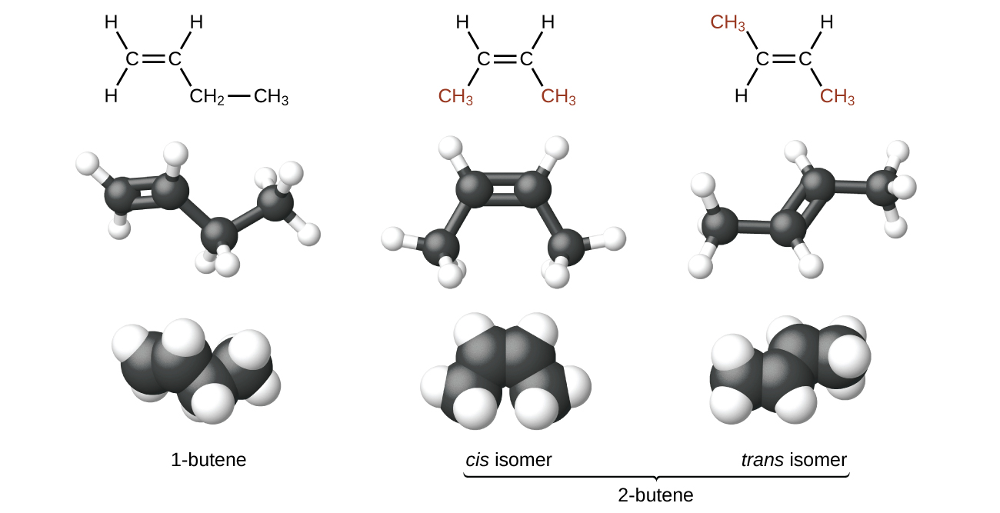 H H H H CH₃ H
C=C C=C C=C
H CH₂—CH₃ CH₃ CH₃ H CH₃
1-butene cis isomer trans isomer
2-butene